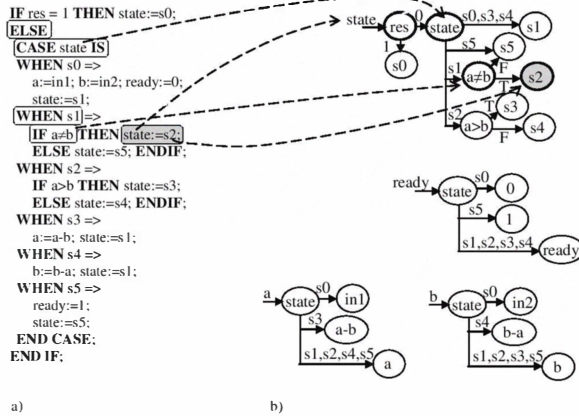 IF res = 1 THEN state:=s0;
ELSE
CASE state IS
WHEN s0 =>
a:=in1; b:=in2; ready:=0;
state:=s1;
WHEN s1 =>
IF a≠b THEN state:=s2;
ELSE state:=s5; ENDIF;
WHEN s2 =>
IF a>b THEN state:=s3;
ELSE state:=s4; ENDIF;
WHEN s3 =>
a:=a-b; state:=s1;
WHEN s4 =>
b:=b-a; state:=s1;
WHEN s5 =>
ready:=1;
state:=s5;
END CASE;
END IF;
a)
state res 0 state s0,s3,s4 s1
1 s5 s5
s0 s1 a≠b F
T s2
s2 a>b T s3
F s4
ready state s0 0
s5 1
s1,s2,s3,s4 ready
a state s0 in1
s3 a-b
s1,s2,s4,s5 a
b state s0 in2
s4 b-a
s1,s2,s3,s5 b
b)